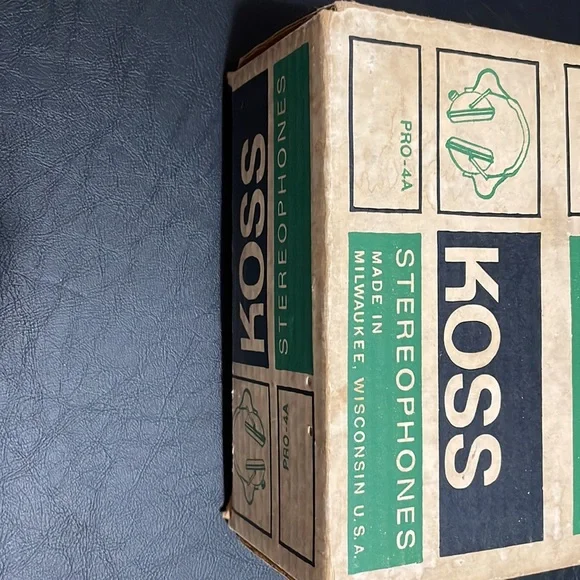 PRO-4A
KOSS
STEREOPHONES
MADE IN
MILWAUKEE, WISCONSIN U.S.A.
KOSS
STEREOPHONES
PRO-4A